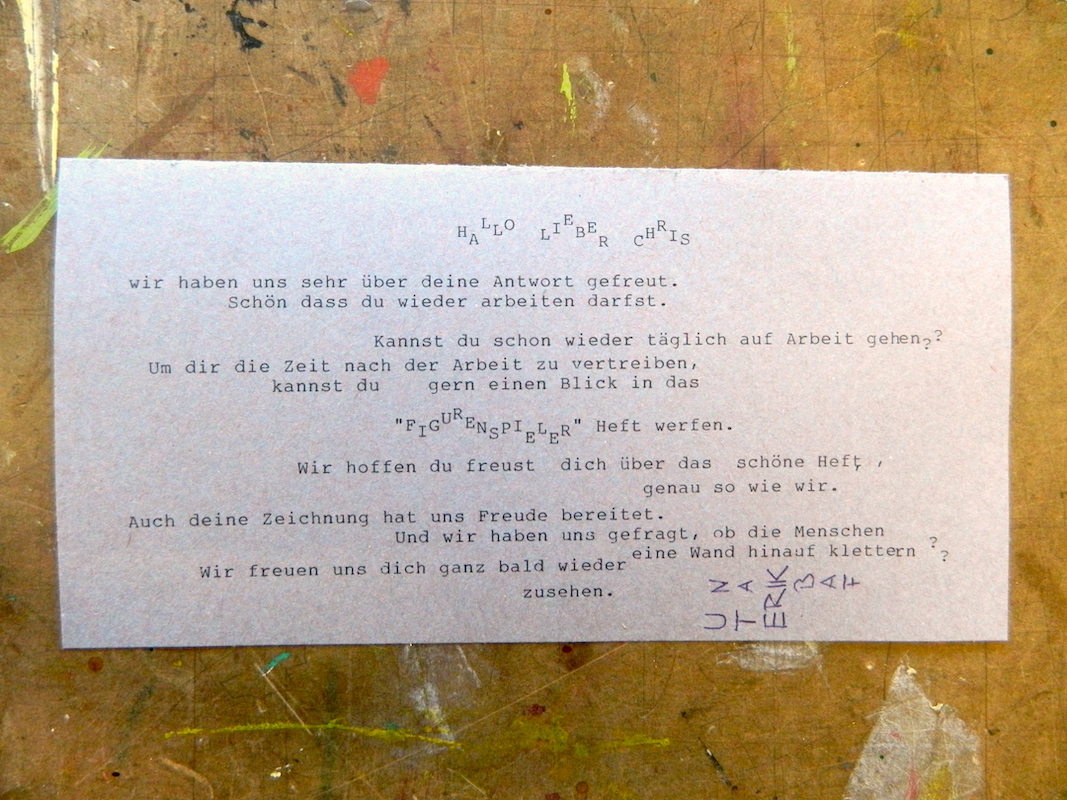 HALLO LIEBER CHRIS
wir haben uns sehr über deine Antwort gefreut.
Schön dass du wieder arbeiten darfst.
Kannst du schon wieder täglich auf Arbeit gehen??
Um dir die Zeit nach der Arbeit zu vertreiben,
kannst du gern einen Blick in das
"FIGURENSPIELER" Heft werfen.
Wir hoffen du freust dich über das schöne Heft,
genau so wie wir.
Auch deine Zeichnung hat uns Freude bereitet.
Und wir haben uns gefragt, ob die Menschen
eine Wand hinauf klettern ??
Wir freuen uns dich ganz bald wieder
zusehen.